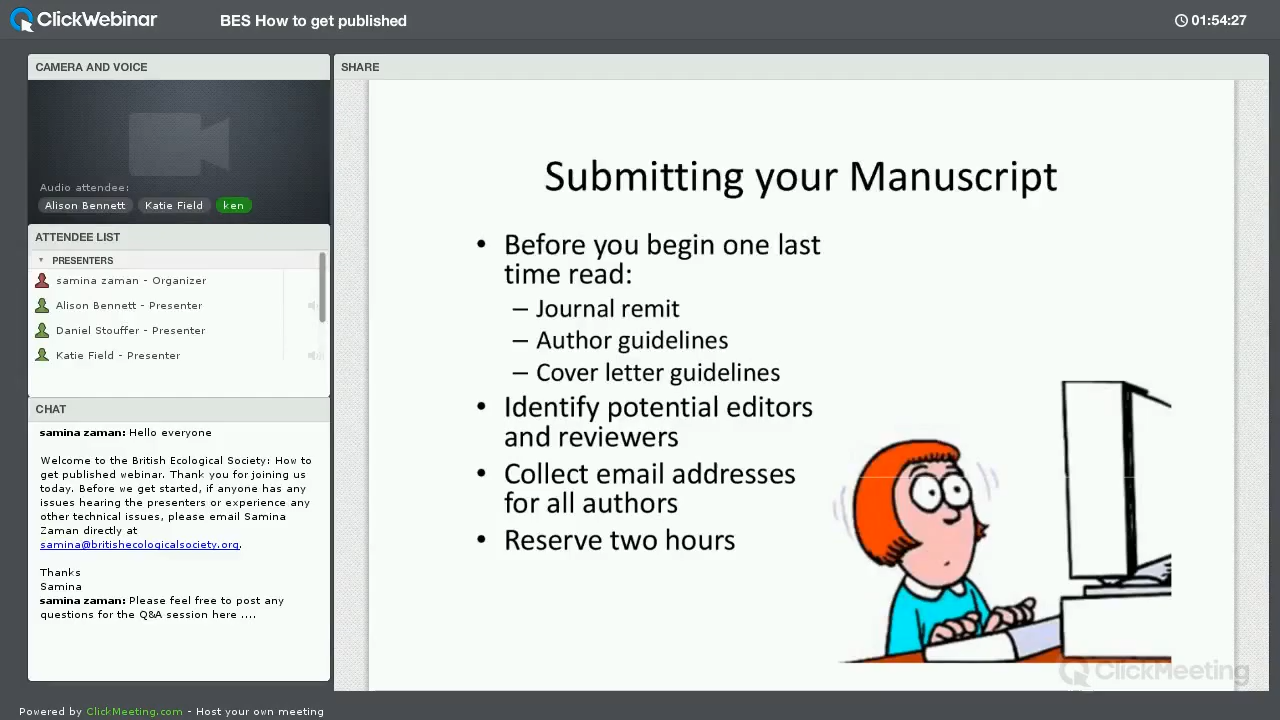 ClickWebinar
BES How to get published
01:54:27
CAMERA AND VOICE
Audio attendee:
Alison Bennett
Katie Field
ken
ATTENDEE LIST
PRESENTERS
samina zaman - Organizer
Alison Bennett - Presenter
Daniel Stouffer - Presenter
Katie Field - Presenter
CHAT
samina zaman: Hello everyone
Welcome to the British Ecological Society: How to
get published webinar. Thank you for joining us
today. Before we get started, if anyone has any
issues hearing the presenters or experience any
other technical issues, please email Samina
Zaman directly at
samina@britishecologicalsociety.org.
Thanks
Samina
samina zaman: Please feel free to post any
questions for the Q&A session here ....
SHARE
Submitting your Manuscript
• Before you begin one last
time read:
– Journal remit
– Author guidelines
– Cover letter guidelines
• Identify potential editors
and reviewers
• Collect email addresses
for all authors
• Reserve two hours
ClickMeeting
Powered by ClickMeeting.com - Host your own meeting